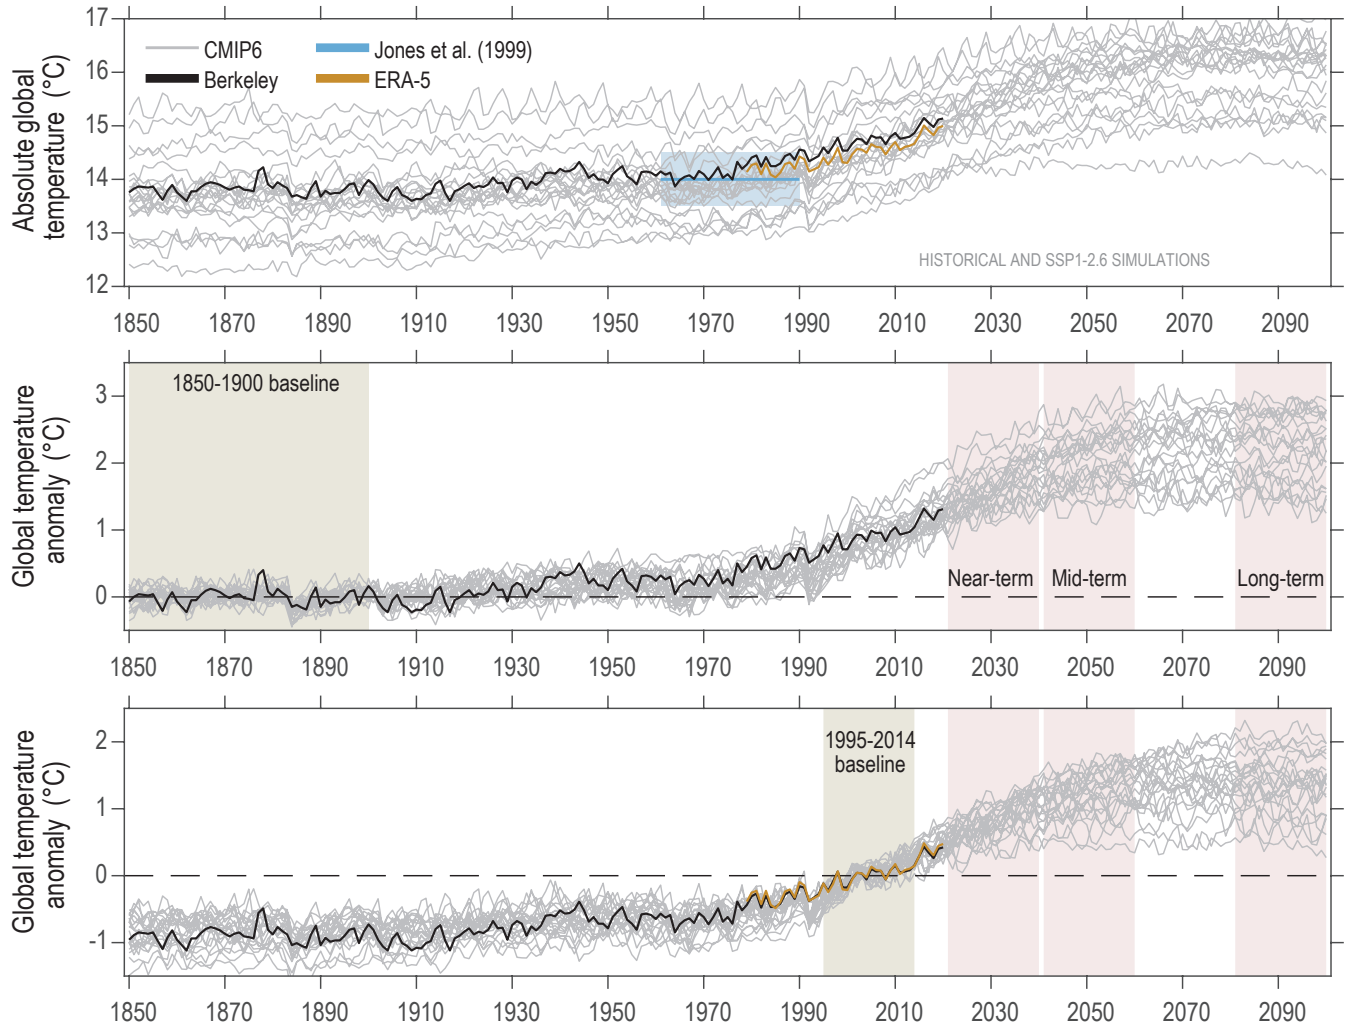 17
16
15
14
13
12
Absolute global
temperature (°C)
CMIP6
Berkeley
Jones et al. (1999)
ERA-5
HISTORICAL AND SSP1-2.6 SIMULATIONS
1850 1870 1890 1910 1930 1950 1970 1990 2010 2030 2050 2070 2090
3
2
1
0
Global temperature
anomaly (°C)
1850-1900 baseline
Near-term Mid-term Long-term
1850 1870 1890 1910 1930 1950 1970 1990 2010 2030 2050 2070 2090
2
1
0
-1
Global temperature
anomaly (°C)
1995-2014
baseline
1850 1870 1890 1910 1930 1950 1970 1990 2010 2030 2050 2070 2090